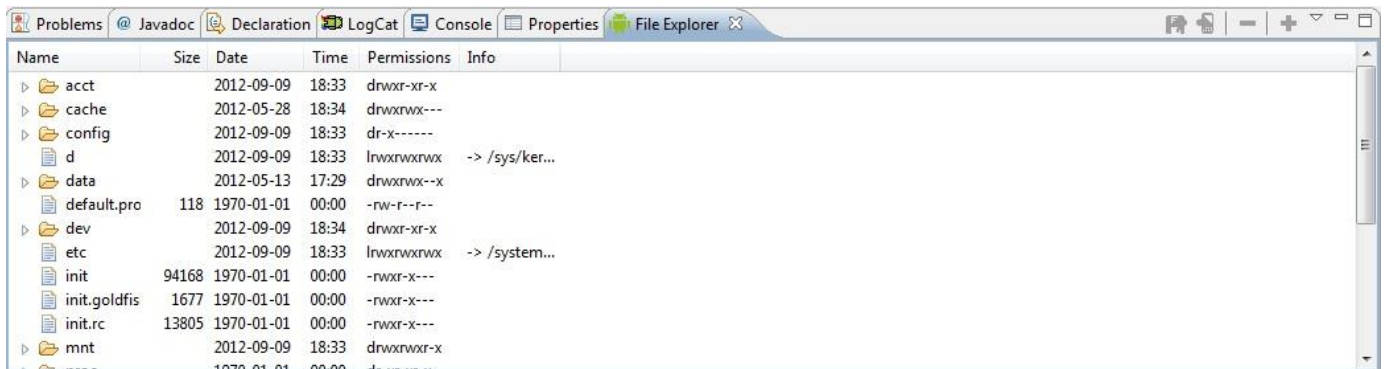 Problems @ Javadoc Declaration LogCat Console Properties File Explorer
Name Size Date Time Permissions Info
acct 2012-09-09 18:33 drwxr-xr-x
cache 2012-05-28 18:34 drwxrwx---
config 2012-09-09 18:33 dr-x------
d 2012-09-09 18:33 lrwxrwxrwx -> /sys/ker...
data 2012-05-13 17:29 drwxrwx--x
default.pro 118 1970-01-01 00:00 -rw-r--r--
dev 2012-09-09 18:34 drwxr-xr-x
etc 2012-09-09 18:33 lrwxrwxrwx -> /system...
init 94168 1970-01-01 00:00 -rwxr-x---
init.goldfis 1677 1970-01-01 00:00 -rwxr-x---
init.rc 13805 1970-01-01 00:00 -rwxr-x---
mnt 2012-09-09 18:33 drwxrwxr-x
1970-01-01 00:00